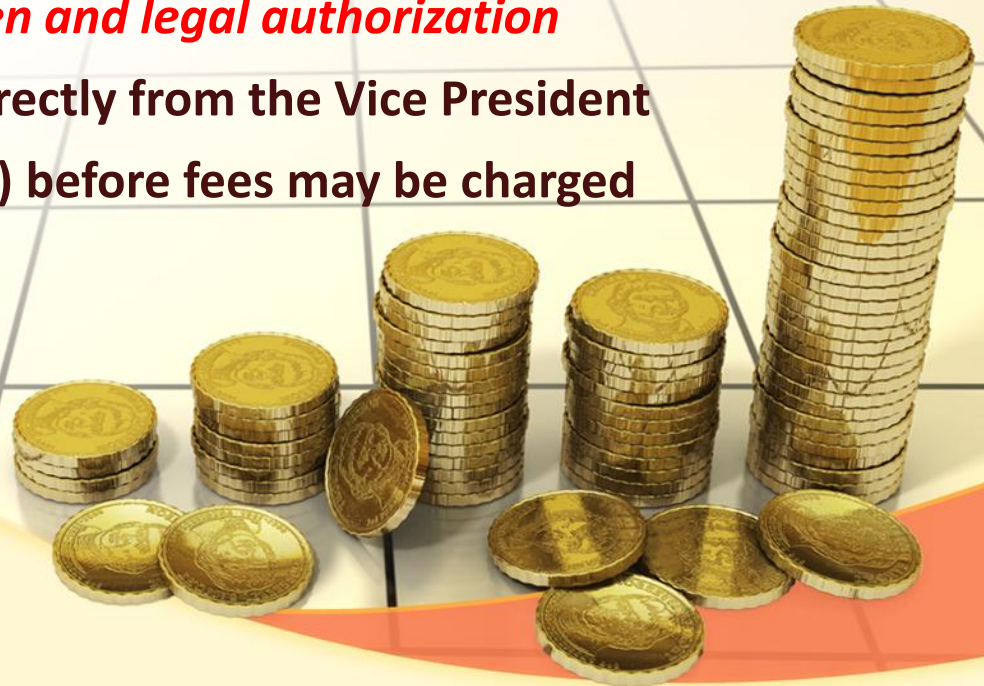 en and legal authorization
rectly from the Vice President
) before fees may be charged